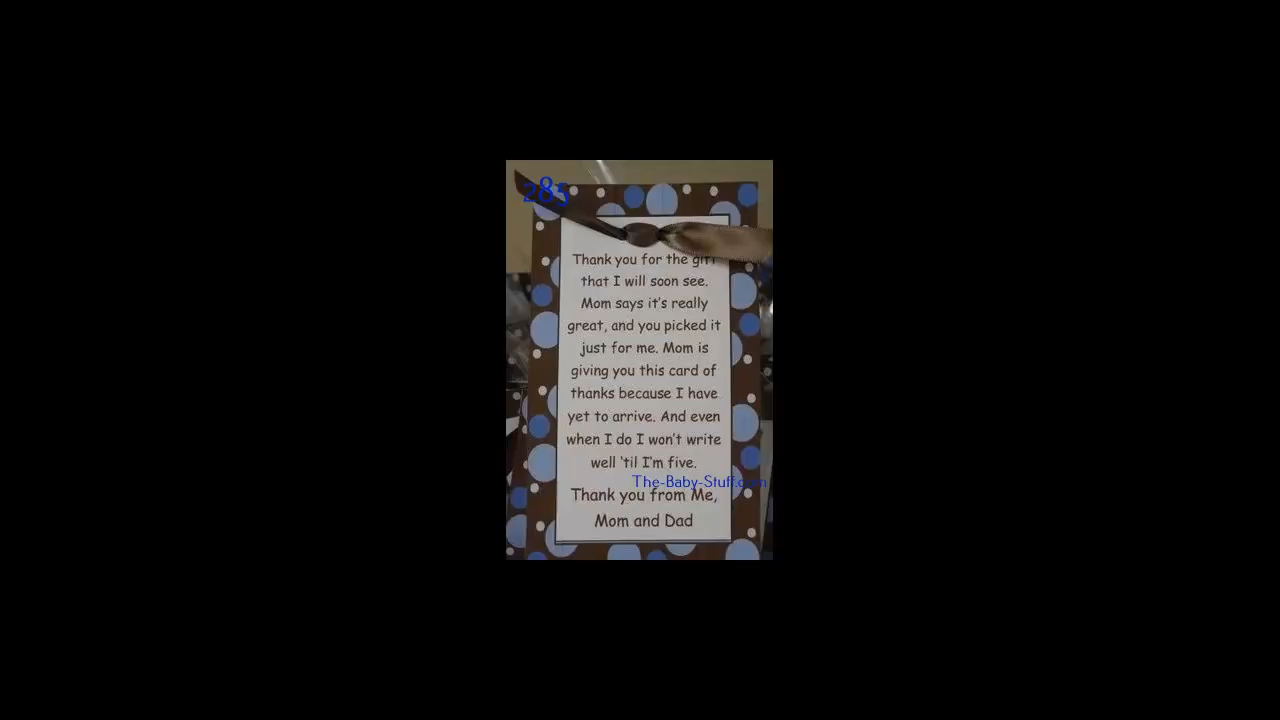 285
Thank you for the gift
that I will soon see.
Mom says it's really
great, and you picked it
just for me. Mom is
giving you this card of
thanks because I have
yet to arrive. And even
when I do I won't write
well 'til I'm five.
The-Baby-Stuff.com
Thank you from Me,
Mom and Dad